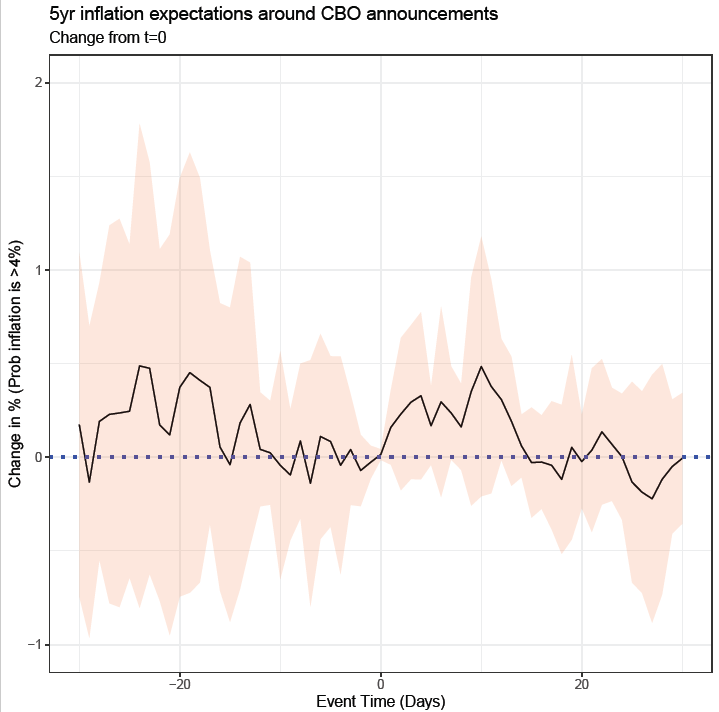 5yr inflation expectations around CBO announcements
Change from t=0
Change in % (Prob inflation is >4%)
2
1
0
−1
−20
0
20
Event Time (Days)